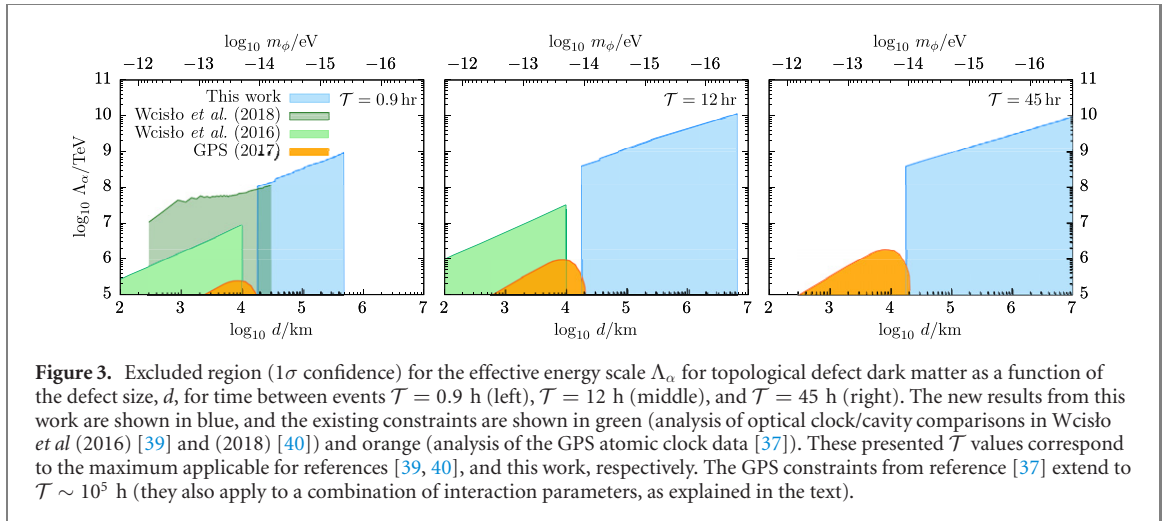 log₁₀ m_ϕ/eV
log₁₀ m_ϕ/eV
log₁₀ m_ϕ/eV
−12 −13 −14 −15 −16
−12 −13 −14 −15 −16
−12 −13 −14 −15 −16
11
10
9
8
7
6
5
log₁₀ Λ_α/TeV
This work
Wcisło et al. (2018)
Wcisło et al. (2016)
GPS (2017)
𝒯 = 0.9 hr
𝒯 = 12 hr
𝒯 = 45 hr
11
10
9
8
7
6
5
2 3 4 5 6 7
2 3 4 5 6 7
2 3 4 5 6 7
log₁₀ d/km
log₁₀ d/km
log₁₀ d/km
Figure 3. Excluded region (1σ confidence) for the effective energy scale Λ_α for topological defect dark matter as a function of
the defect size, d, for time between events 𝒯 = 0.9 h (left), 𝒯 = 12 h (middle), and 𝒯 = 45 h (right). The new results from this
work are shown in blue, and the existing constraints are shown in green (analysis of optical clock/cavity comparisons in Wcisło
et al (2016) [39] and (2018) [40]) and orange (analysis of the GPS atomic clock data [37]). These presented 𝒯 values correspond
to the maximum applicable for references [39, 40], and this work, respectively. The GPS constraints from reference [37] extend to
𝒯 ∼ 10⁵ h (they also apply to a combination of interaction parameters, as explained in the text).